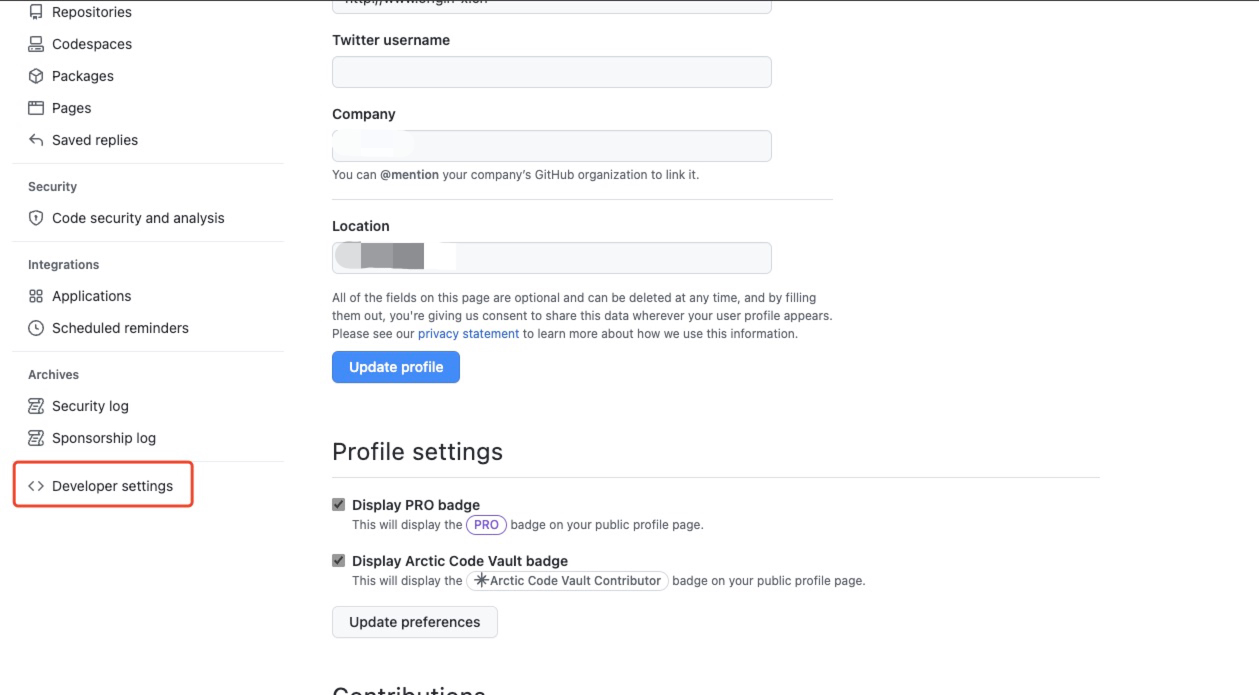 Repositories
Codespaces
Packages
Pages
Saved replies
Security
Code security and analysis
Integrations
Applications
Scheduled reminders
Archives
Security log
Sponsorship log
Developer settings
Twitter username
Company
You can @mention your company's GitHub organization to link it.
Location
All of the fields on this page are optional and can be deleted at any time, and by filling
them out, you're giving us consent to share this data wherever your user profile appears.
Please see our privacy statement to learn more about how we use this information.
Update profile
Profile settings
Display PRO badge
This will display the PRO badge on your public profile page.
Display Arctic Code Vault badge
This will display the Arctic Code Vault Contributor badge on your public profile page.
Update preferences
Contributions